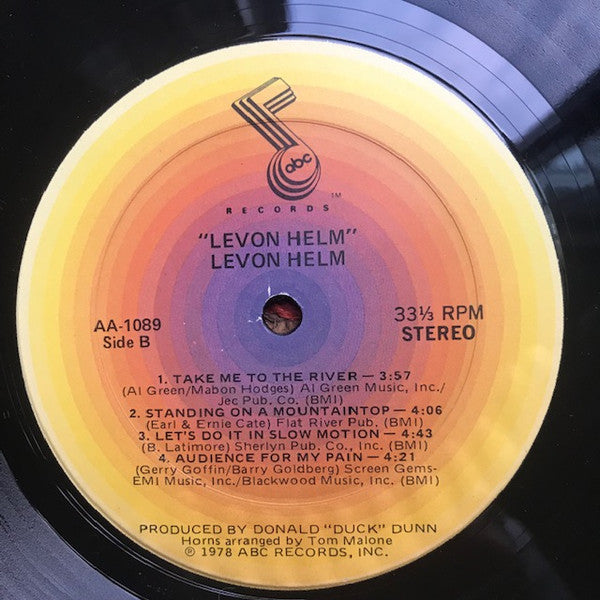 abc
TM
RECORDS
"LEVON HELM"
LEVON HELM
AA-1089
Side B
33⅓ RPM
STEREO
1. TAKE ME TO THE RIVER — 3:57
(Al Green/Mabon Hodges) Al Green Music, Inc./
Jec Pub. Co. (BMI)
2. STANDING ON A MOUNTAINTOP — 4:06
(Earl & Ernie Cate) Flat River Pub. (BMI)
3. LET'S DO IT IN SLOW MOTION — 4:43
(B. Latimore) Sherlyn Pub. Co., Inc. (BMI)
4. AUDIENCE FOR MY PAIN — 4:21
(Gerry Goffin/Barry Goldberg) Screen Gems-
EMI Music, Inc./Blackwood Music, Inc. (BMI)
PRODUCED BY DONALD "DUCK" DUNN
Horns arranged by Tom Malone
℗ 1978 ABC RECORDS, INC.